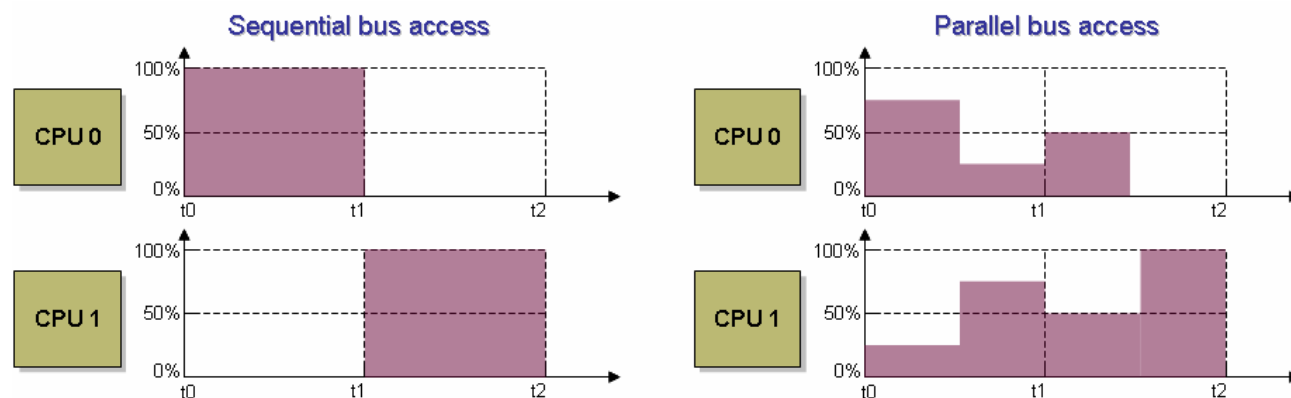 Sequential bus access
CPU 0
100%
50%
0%
t0 t1 t2
CPU 1
100%
50%
0%
t0 t1 t2
Parallel bus access
CPU 0
100%
50%
0%
t0 t1 t2
CPU 1
100%
50%
0%
t0 t1 t2